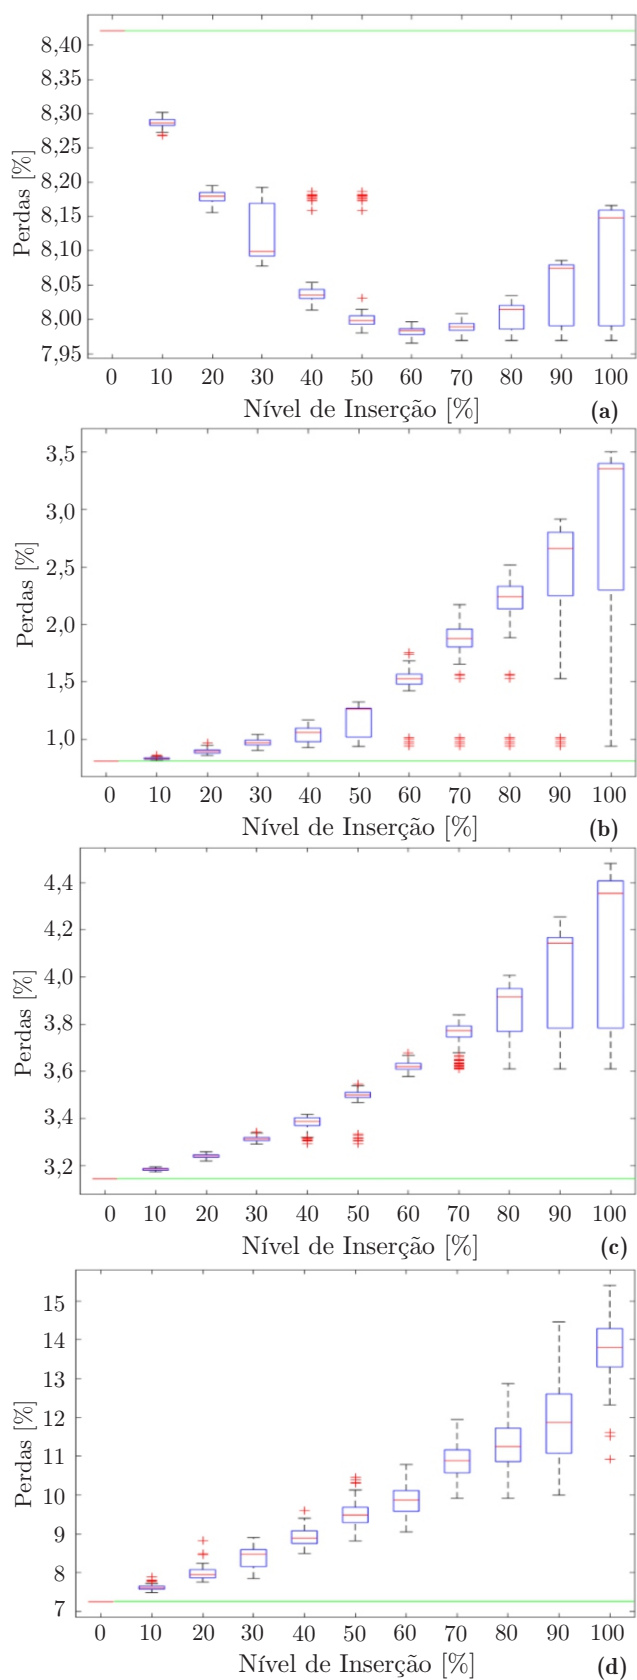 8,40
8,30
8,25
8,20
8,15
8,10
8,05
8,00
7,95
Perdas [%]
0 10 20 30 40 50 60 70 80 90 100
Nível de Inserção [%]
(a)
3,5
3,0
2,5
2,0
1,5
1,0
Perdas [%]
0 10 20 30 40 50 60 70 80 90 100
Nível de Inserção [%]
(b)
4,4
4,2
4,0
3,8
3,6
3,4
3,2
Perdas [%]
0 10 20 30 40 50 60 70 80 90 100
Nível de Inserção [%]
(c)
15
14
13
12
11
10
9
8
7
Perdas [%]
0 10 20 30 40 50 60 70 80 90 100
Nível de Inserção [%]
(d)